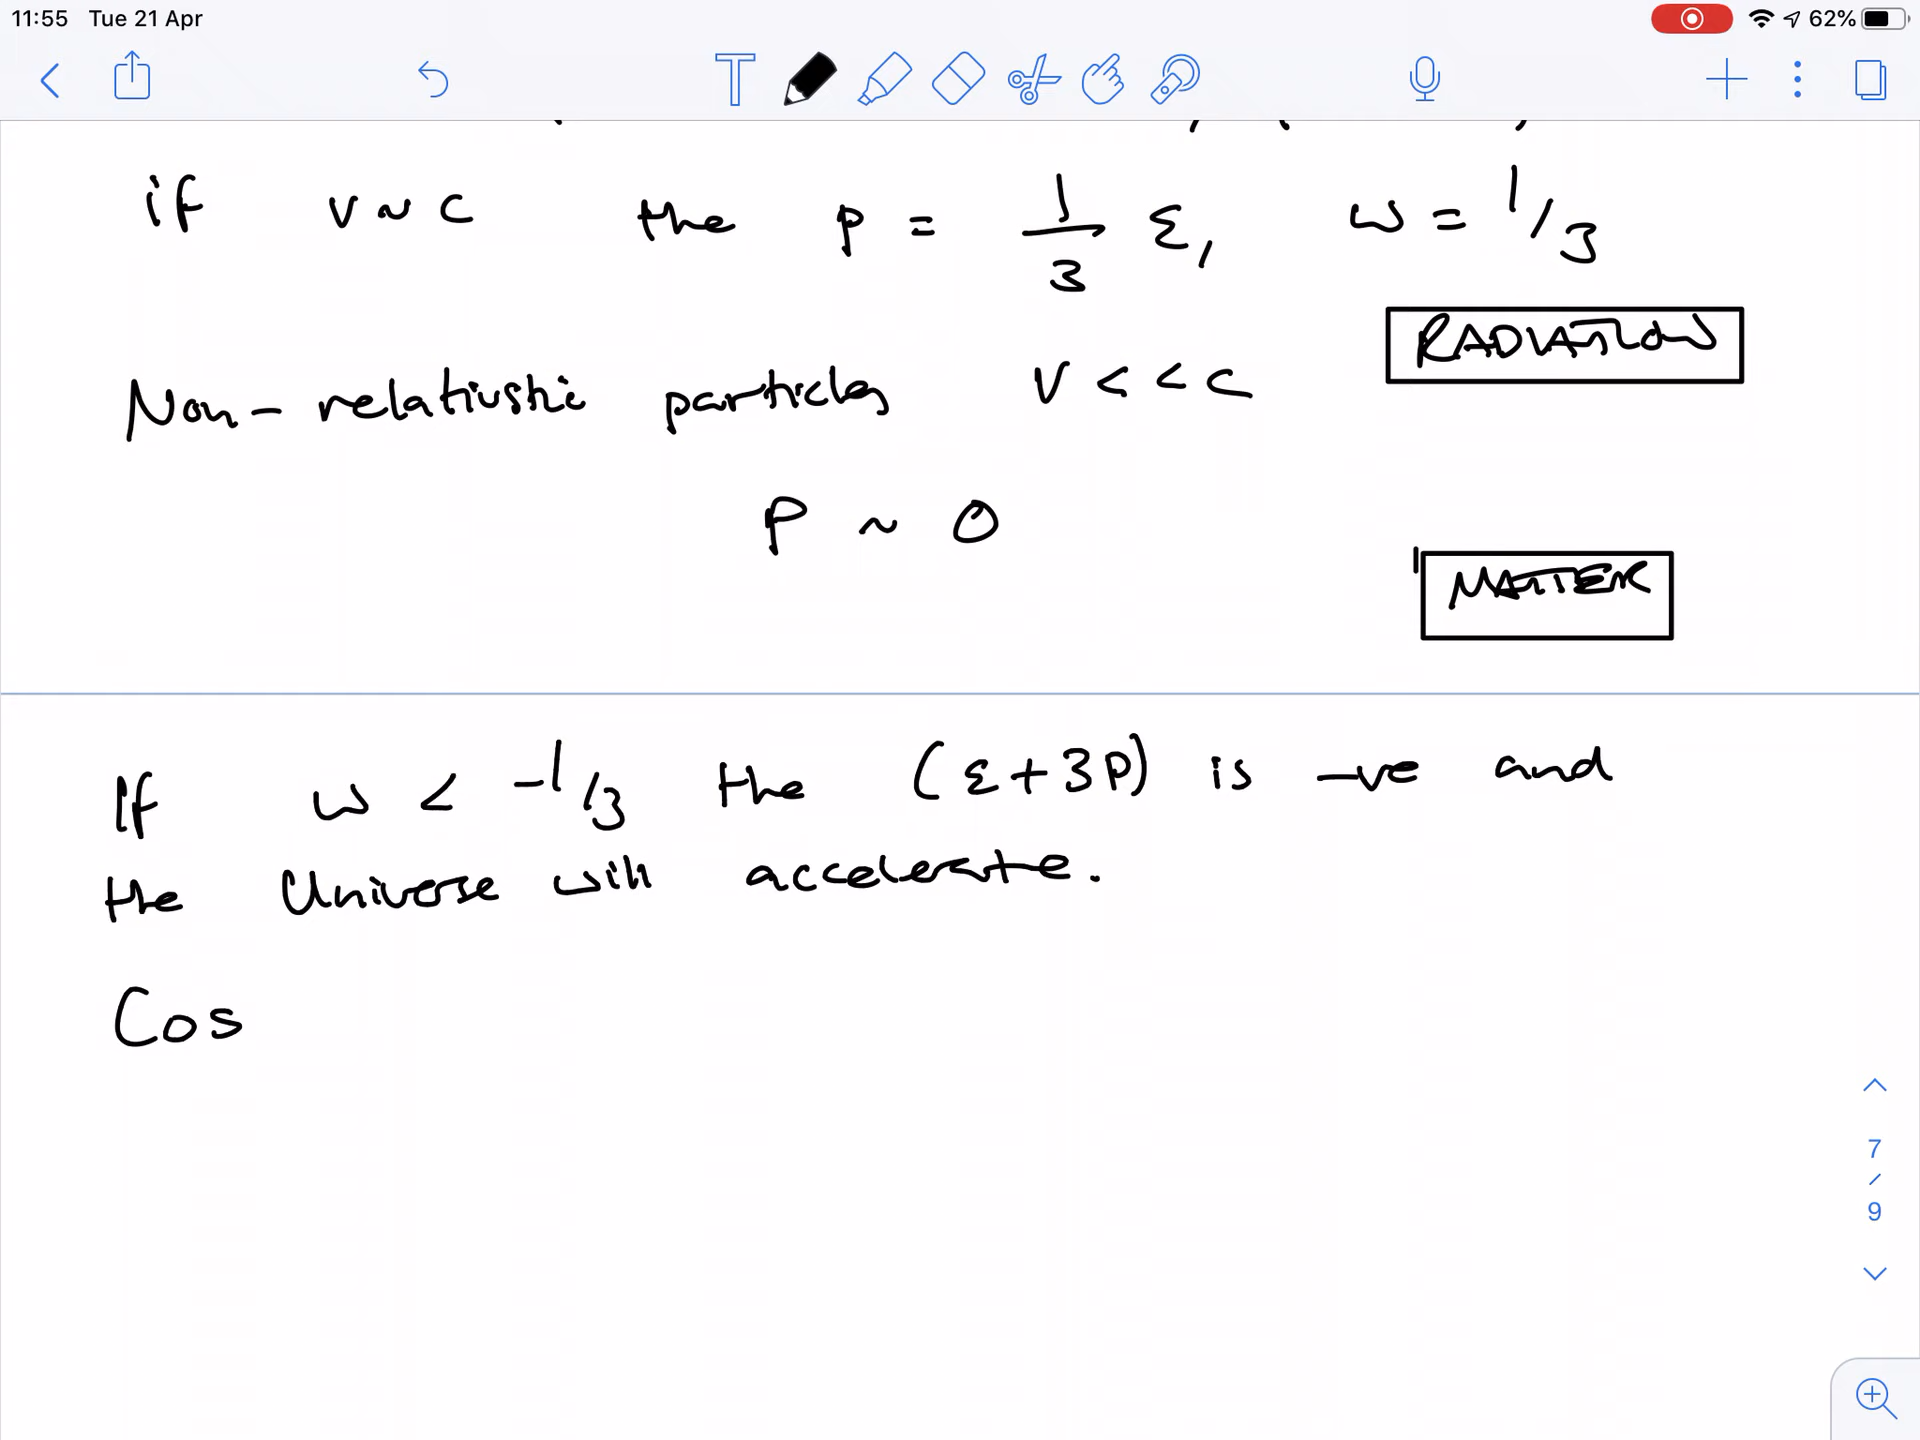 11:55 Tue 21 Apr 62%
if v ~ c the P = 1/3 ε, w = 1/3
RADIATION
Non-relativistic particles v << c
P ~ 0
MATTER
If w < -1/3 the (ε+3P) is -ve and
the Universe will accelerate.
Cos
7
/
9